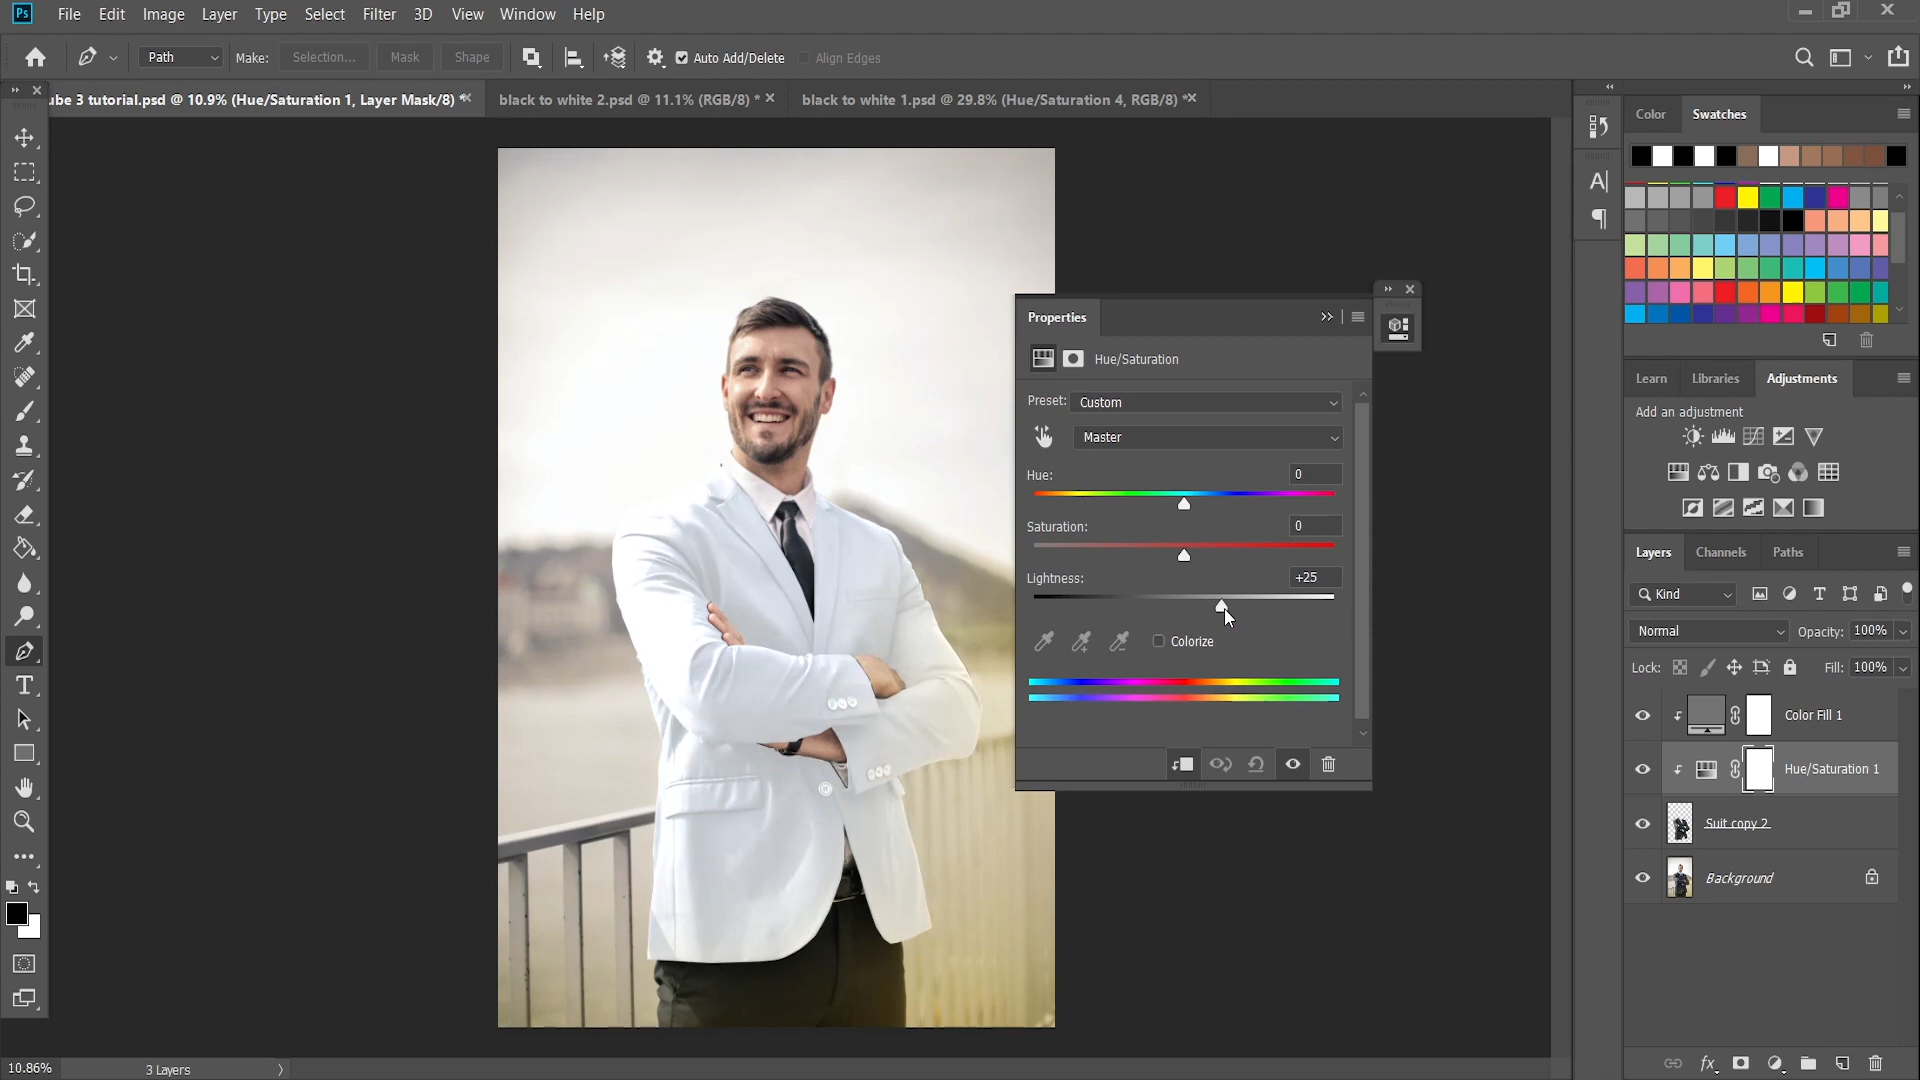 Ps File Edit Image Layer Type Select Filter 3D View Window Help
Path Make: Selection... Mask Shape Auto Add/Delete Align Edges
ube 3 tutorial.psd @ 10.9% (Hue/Saturation 1, Layer Mask/8) * black to white 2.psd @ 11.1% (RGB/8) * black to white 1.psd @ 29.8% (Hue/Saturation 4, RGB/8) *
Color Swatches
Properties
Hue/Saturation
Preset: Custom
Master
Hue: 0
Saturation: 0
Lightness: +25
Colorize
Learn Libraries Adjustments
Add an adjustment
Layers Channels Paths
Kind
Normal Opacity: 100%
Lock: Fill: 100%
Color Fill 1
Hue/Saturation 1
Suit copy 2
Background
10.86% 3 Layers